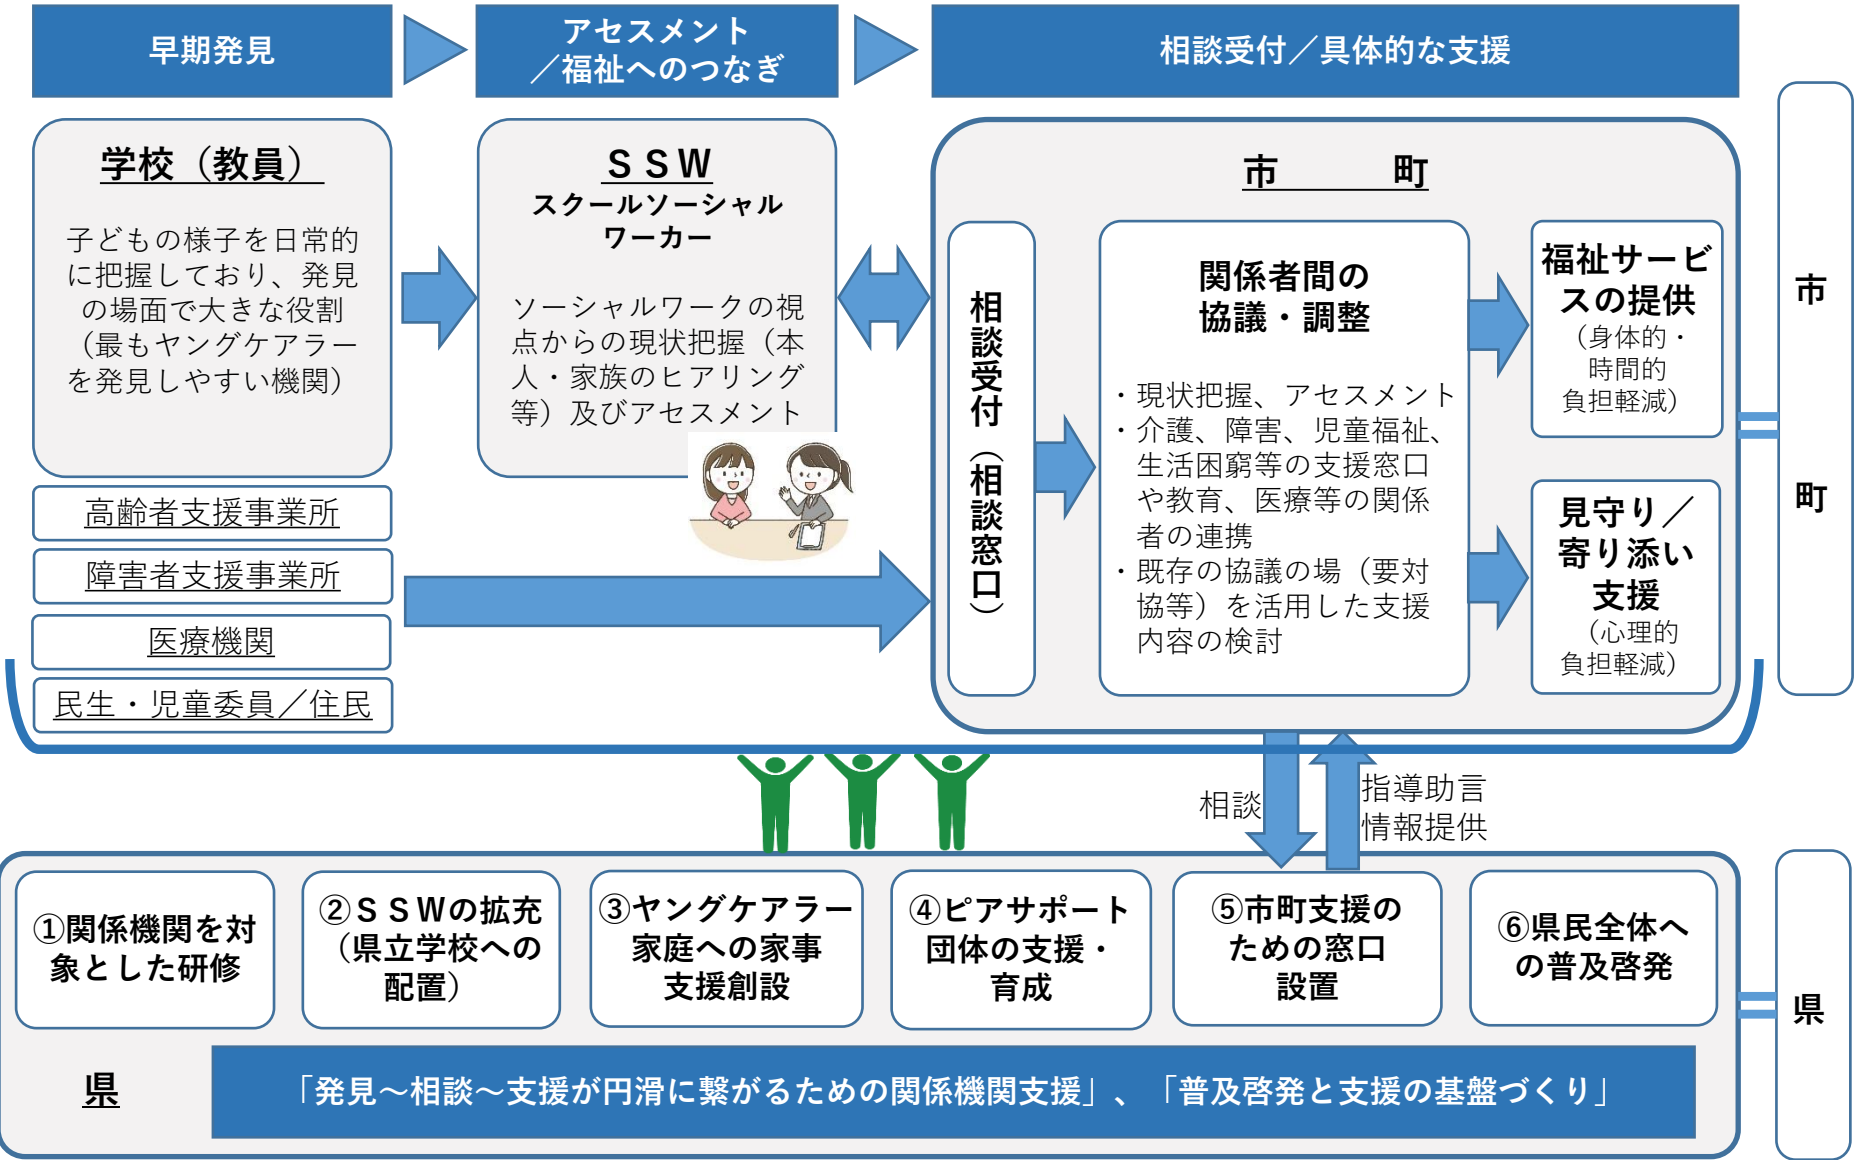 早期発見
アセスメント
／福祉へのつなぎ
相談受付／具体的な支援
学校（教員）
子どもの様子を日常的
に把握しており、発見
の場面で大きな役割
（最もヤングケアラー
を発見しやすい機関）
高齢者支援事業所
障害者支援事業所
医療機関
民生・児童委員／住民
ＳＳＷ
スクールソーシャル
ワーカー
ソーシャルワークの視
点からの現状把握（本
人・家族のヒアリング
等）及びアセスメント
市　町
相談受付（相談窓口）
関係者間の
協議・調整
・現状把握、アセスメント
・介護、障害、児童福祉、
生活困窮等の支援窓口
や教育、医療等の関係
者の連携
・既存の協議の場（要対
協等）を活用した支援
内容の検討
福祉サービ
スの提供
（身体的・
時間的
負担軽減）
見守り／
寄り添い
支援
（心理的
負担軽減）
市町
相談
指導助言
情報提供
①関係機関を対
象とした研修
②ＳＳＷの拡充
（県立学校への
配置）
③ヤングケアラー
家庭への家事
支援創設
④ピアサポート
団体の支援・
育成
⑤市町支援の
ための窓口
設置
⑥県民全体へ
の普及啓発
県
「発見～相談～支援が円滑に繋がるための関係機関支援」、「普及啓発と支援の基盤づくり」
県